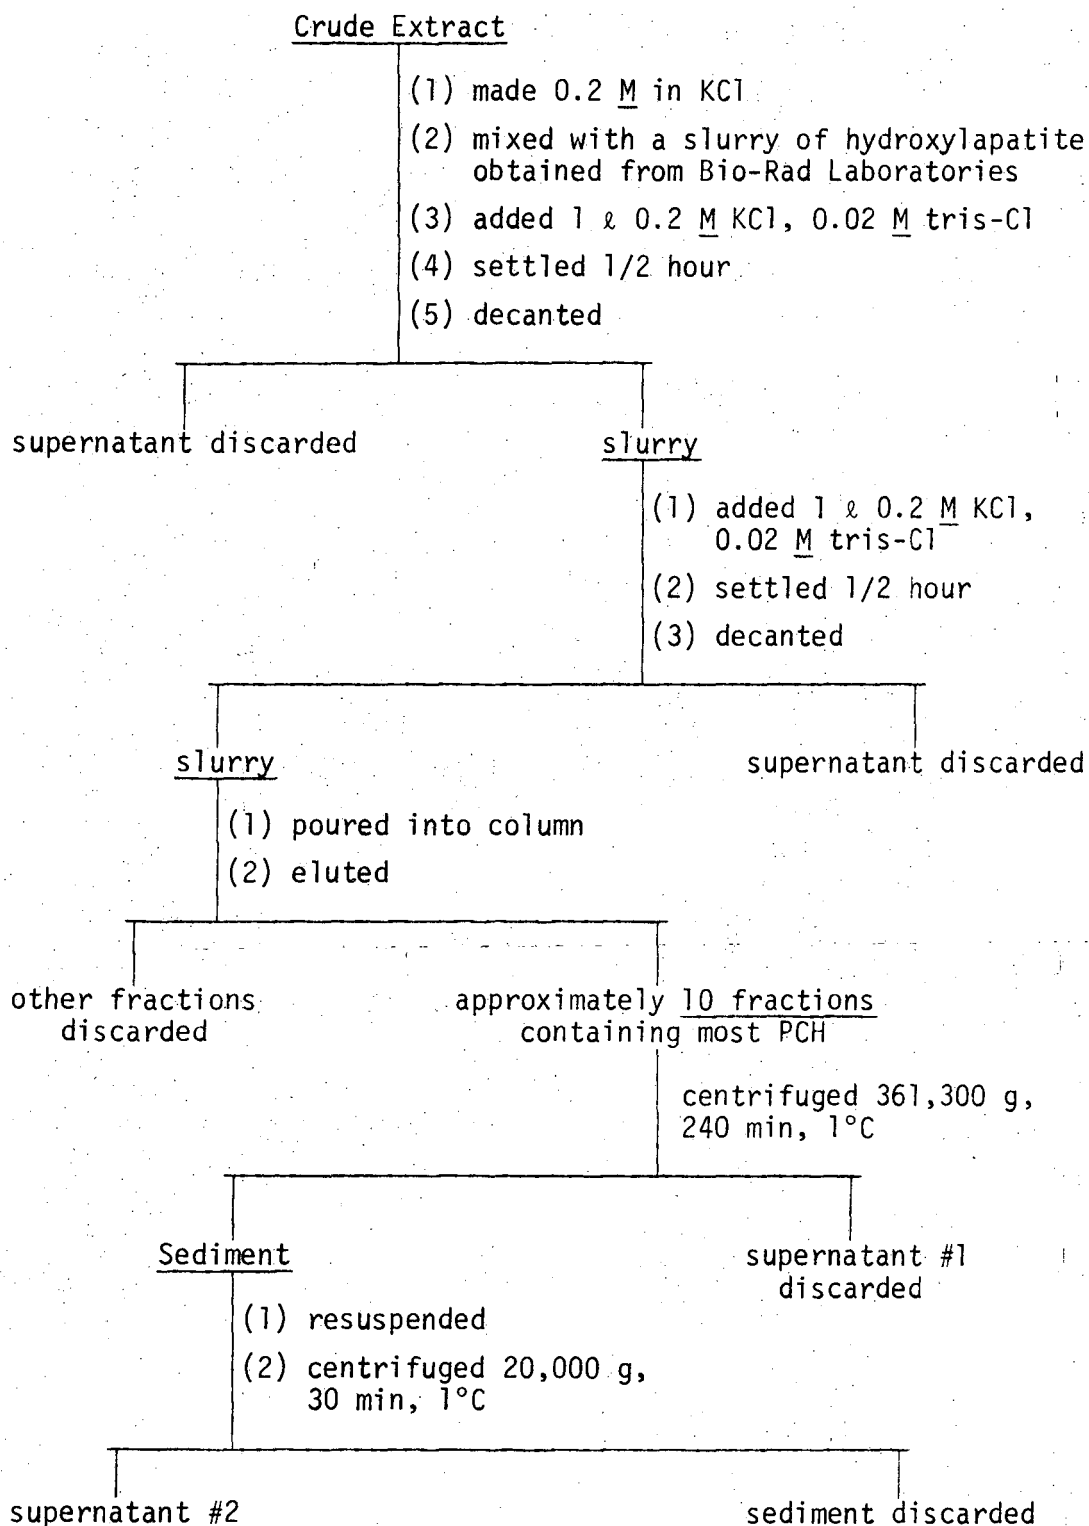 Crude Extract
(1) made 0.2 M in KCl
(2) mixed with a slurry of hydroxylapatite
obtained from Bio-Rad Laboratories
(3) added 1 ℓ 0.2 M KCl, 0.02 M tris-Cl
(4) settled 1/2 hour
(5) decanted
supernatant discarded
slurry
(1) added 1 ℓ 0.2 M KCl,
0.02 M tris-Cl
(2) settled 1/2 hour
(3) decanted
slurry
supernatant discarded
(1) poured into column
(2) eluted
other fractions
discarded
approximately 10 fractions
containing most PCH
centrifuged 361,300 g,
240 min, 1°C
Sediment
supernatant #1
discarded
(1) resuspended
(2) centrifuged 20,000 g,
30 min, 1°C
supernatant #2
sediment discarded